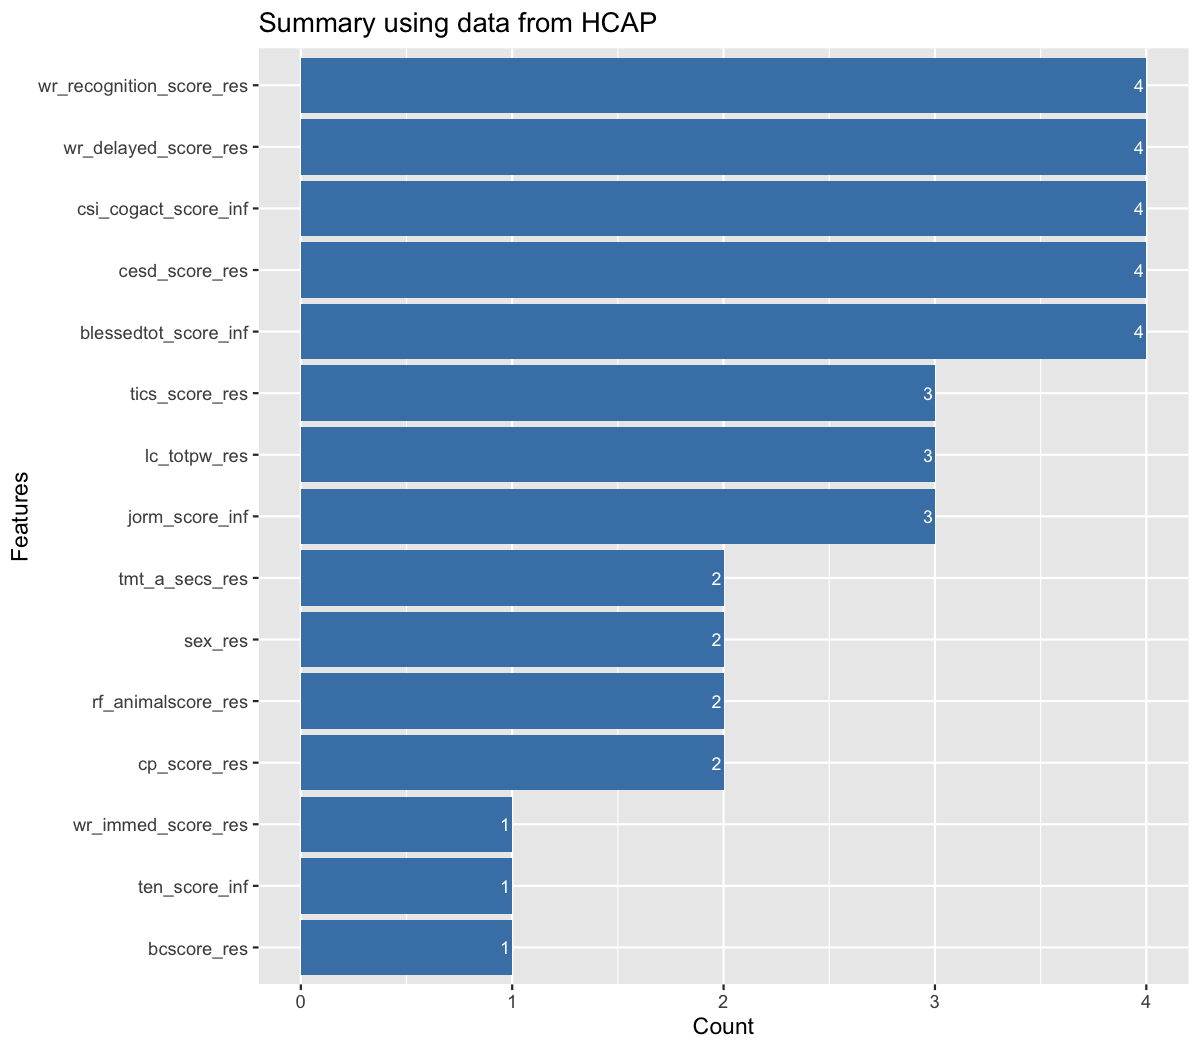 Summary using data from HCAP
Features
wr_recognition_score_res 4
wr_delayed_score_res 4
csi_cogact_score_inf 4
cesd_score_res 4
blessedtot_score_inf 4
tics_score_res 3
lc_totpw_res 3
jorm_score_inf 3
tmt_a_secs_res 2
sex_res 2
rf_animalscore_res 2
cp_score_res 2
wr_immed_score_res 1
ten_score_inf 1
bcscore_res 1
0 1 2 3 4
Count